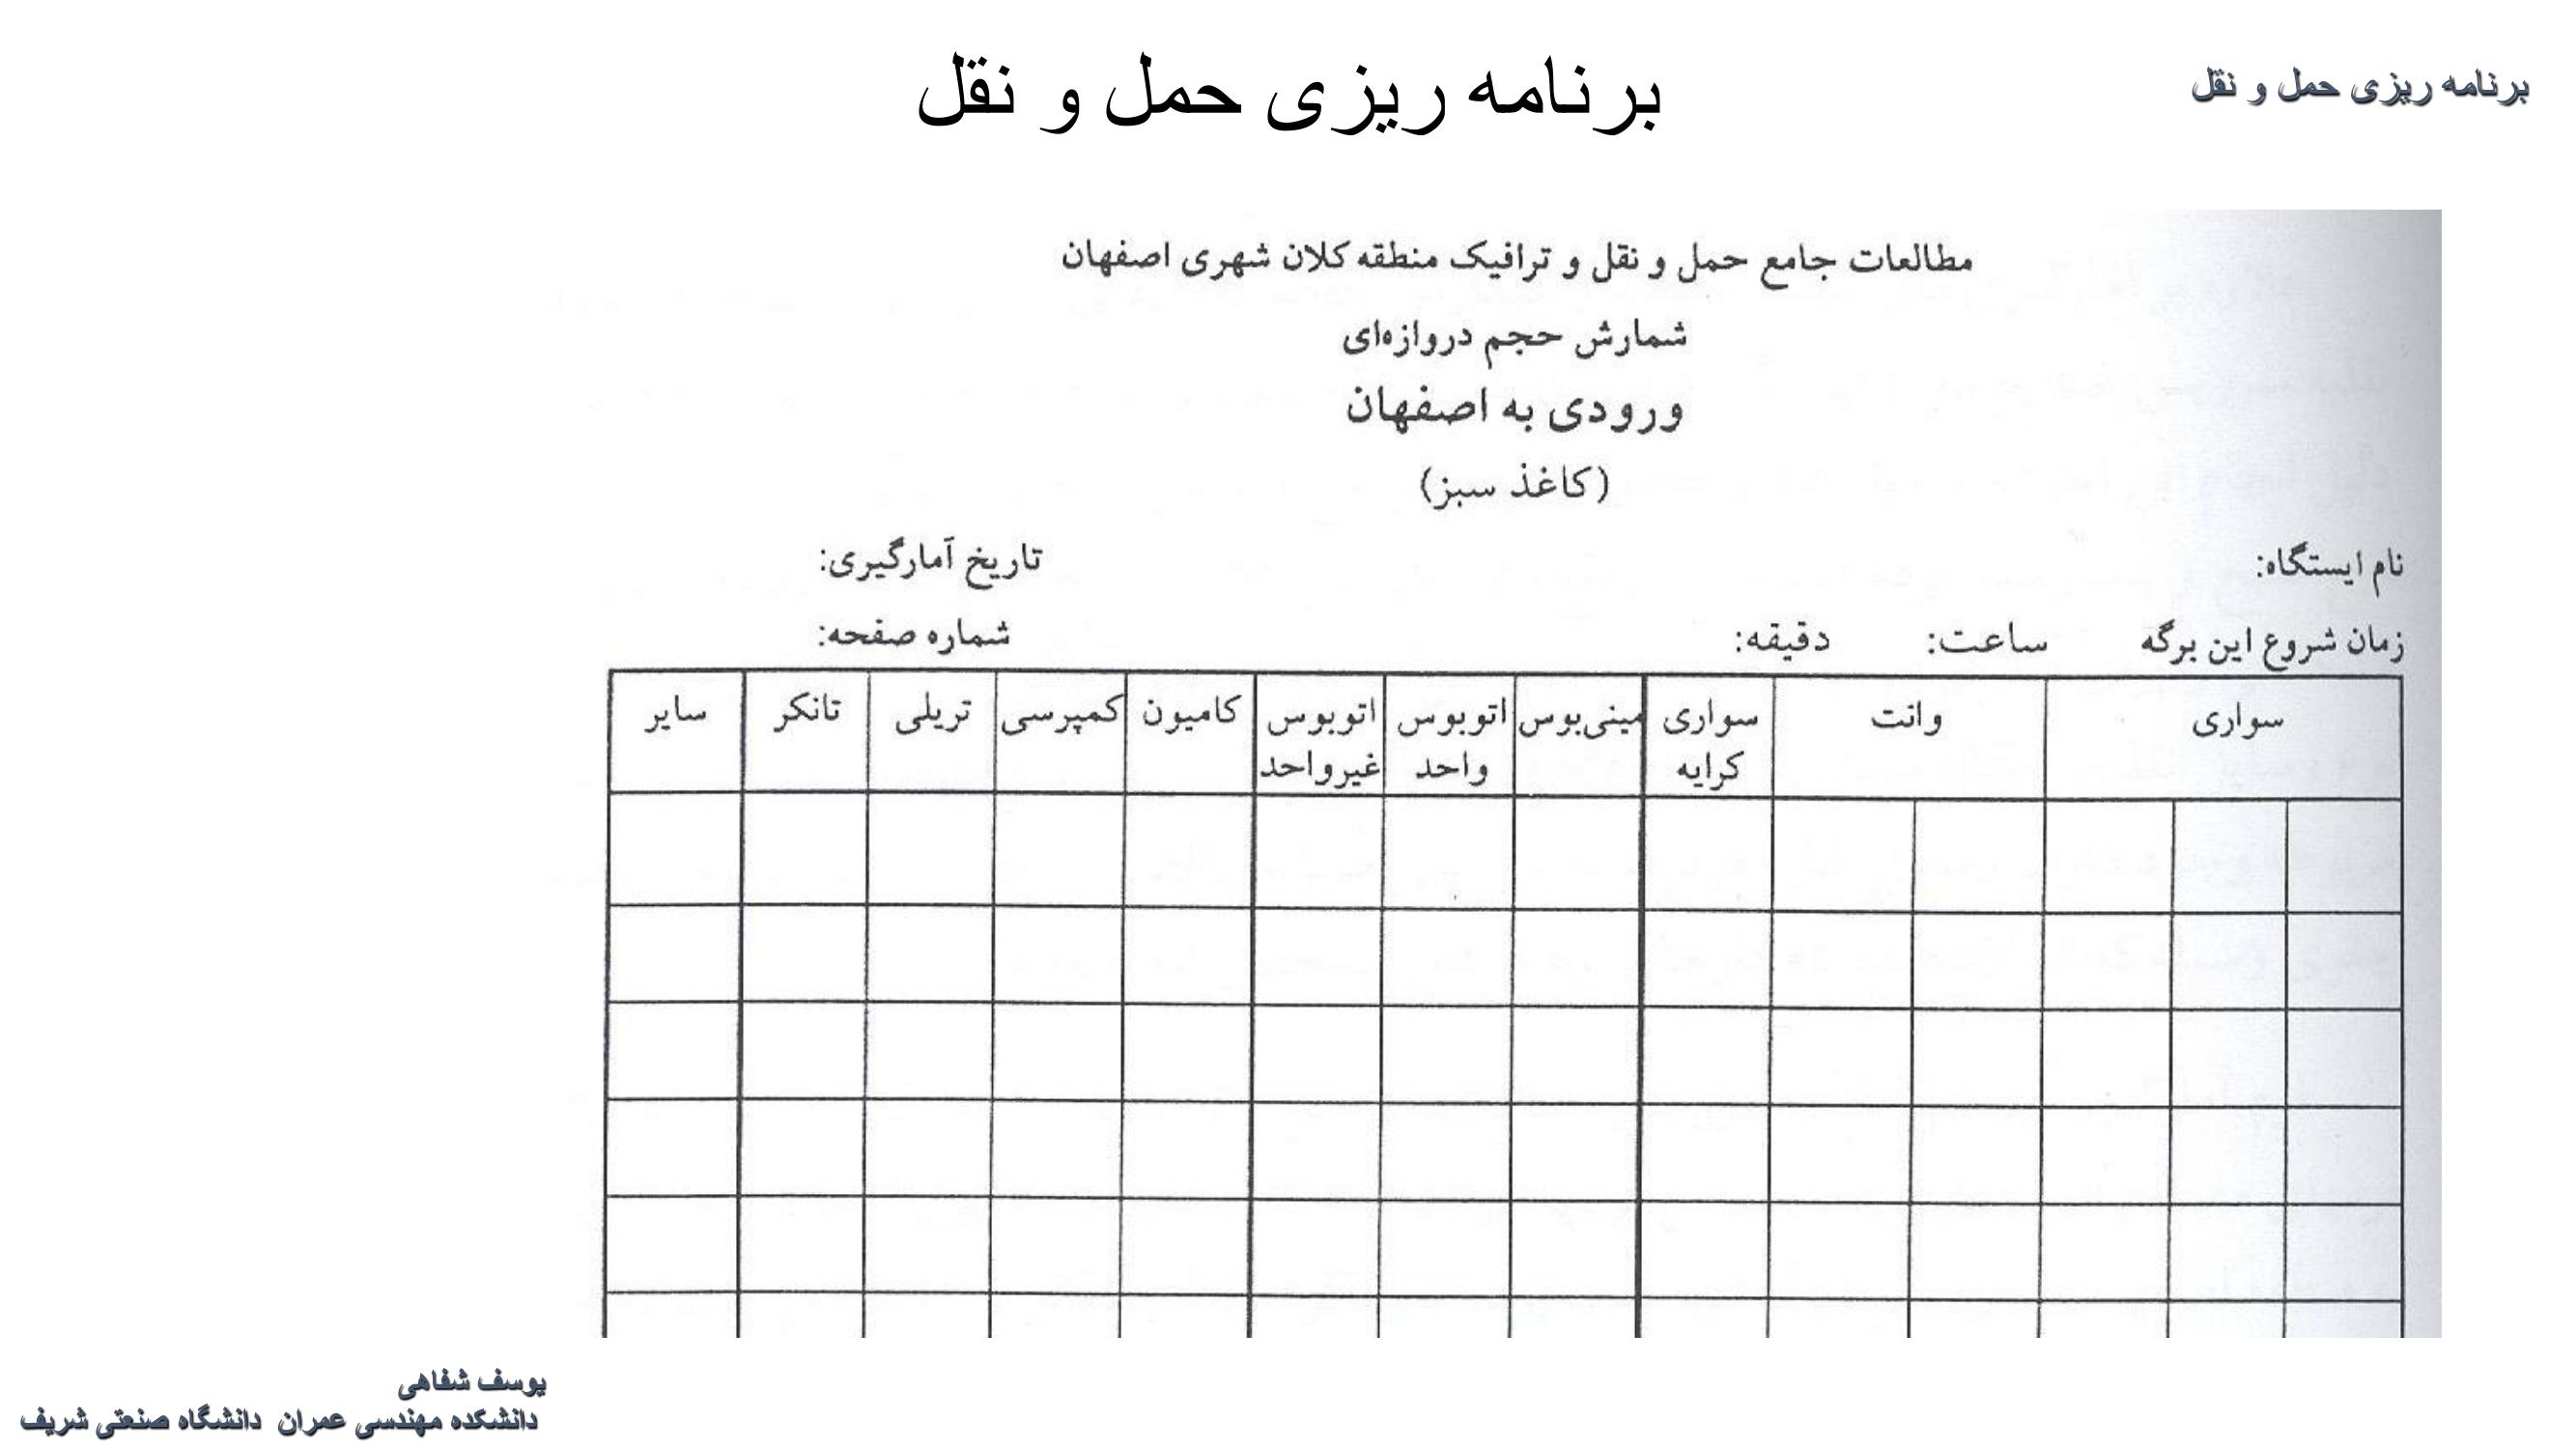 برنامه ریزی حمل و نقل
برنامه ریزی حمل و نقل
مطالعات جامع حمل و نقل و ترافیک منطقه کلان شهری اصفهان
شمارش حجم دروازه‌ای
ورودی به اصفهان
(کاغذ سبز)
نام ایستگاه: تاریخ آمارگیری:
زمان شروع این برگه ساعت: دقیقه: شماره صفحه:
سواری وانت سواری کرایه مینی‌بوس اتوبوس واحد اتوبوس غیرواحد کامیون کمپرسی تریلی تانکر سایر
یوسف شفاهی
دانشکده مهندسی عمران دانشگاه صنعتی شریف